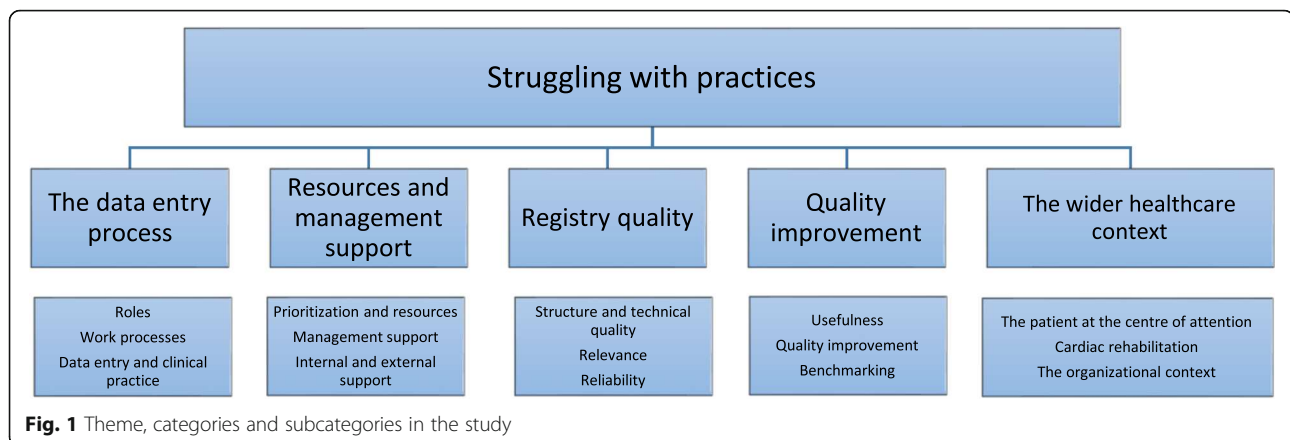 Struggling with practices
The data entry
process
Resources and
management
support
Registry quality
Quality
improvement
The wider healthcare
context
Roles
Work processes
Data entry and clinical
practice
Prioritization and resources
Management support
Internal and external
support
Structure and technical
quality
Relevance
Reliability
Usefulness
Quality improvement
Benchmarking
The patient at the centre of attention
Cardiac rehabilitation
The organizational context
Fig. 1 Theme, categories and subcategories in the study